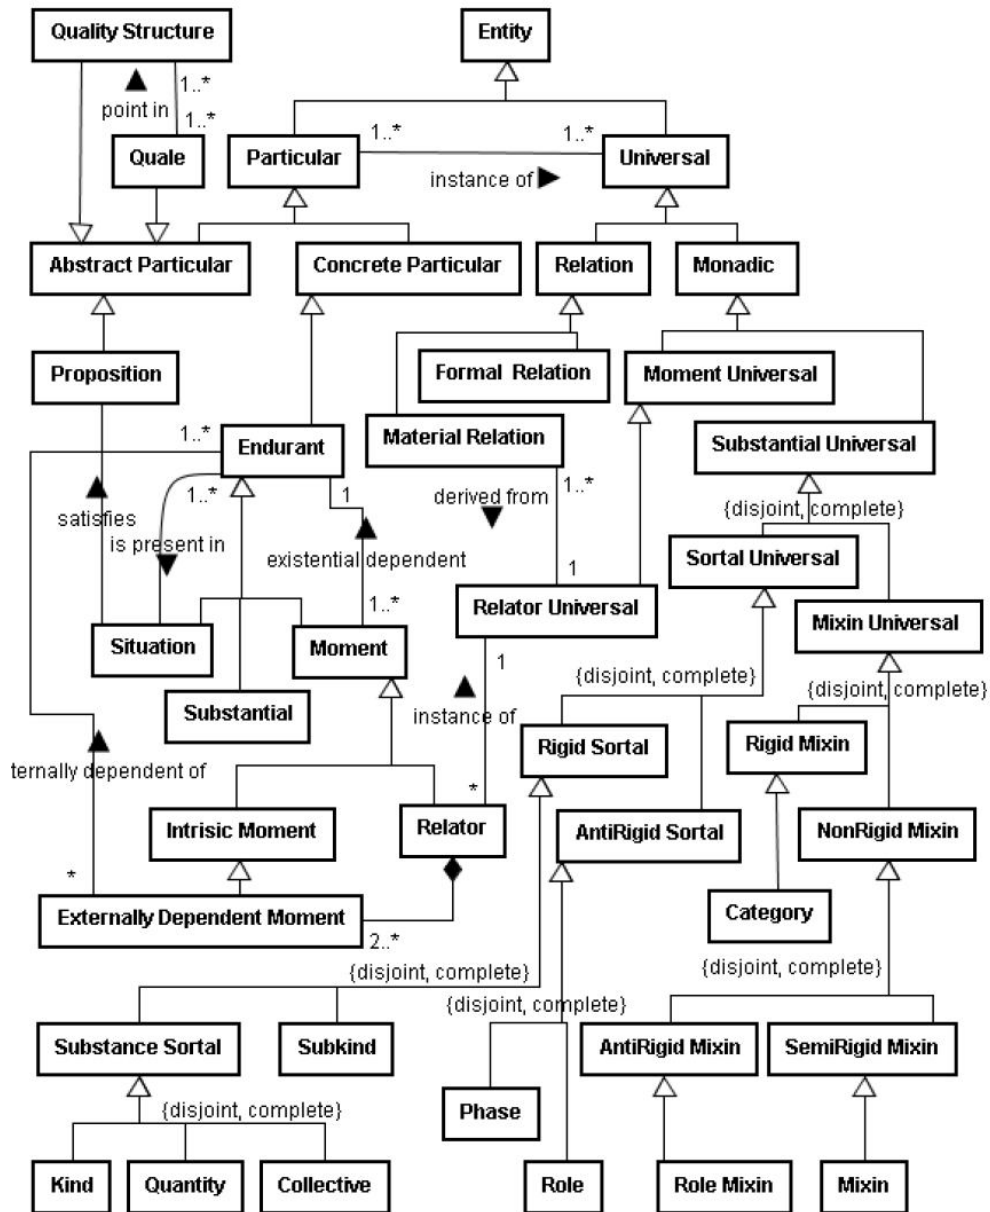 Quality Structure
Entity
1..*
point in
1..*
1..*
1..*
Quale
Particular
Universal
instance of
Abstract Particular
Concrete Particular
Relation
Monadic
Proposition
Formal Relation
Moment Universal
1..*
Endurant
Material Relation
Substantial Universal
1..*
1
derived from
1..*
{disjoint, complete}
satisfies
is present in
existential dependent
Sortal Universal
1..*
1
Situation
Moment
Relator Universal
Mixin Universal
1
{disjoint, complete}
{disjoint, complete}
Substantial
instance of
Rigid Sortal
Rigid Mixin
ternally dependent of
*
Intrisic Moment
Relator
AntiRigid Sortal
NonRigid Mixin
*
Externally Dependent Moment
Category
2..*
{disjoint, complete}
{disjoint, complete}
{disjoint, complete}
Substance Sortal
Subkind
AntiRigid Mixin
SemiRigid Mixin
{disjoint, complete}
Phase
Kind
Quantity
Collective
Role
Role Mixin
Mixin